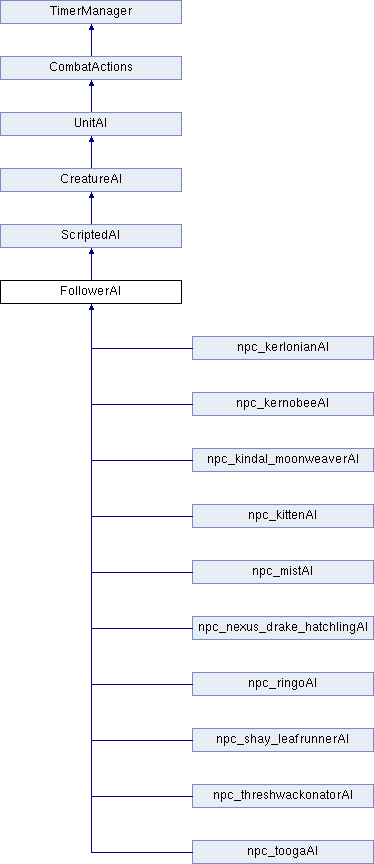 TimerManager
CombatActions
UnitAI
CreatureAI
ScriptedAI
FollowerAI
npc_kerlonianAI
npc_kernobeeAI
npc_kindal_moonweaverAI
npc_kittenAI
npc_mistAI
npc_nexus_drake_hatchlingAI
npc_ringoAI
npc_shay_leafrunnerAI
npc_threshwackonatorAI
npc_toogaAI